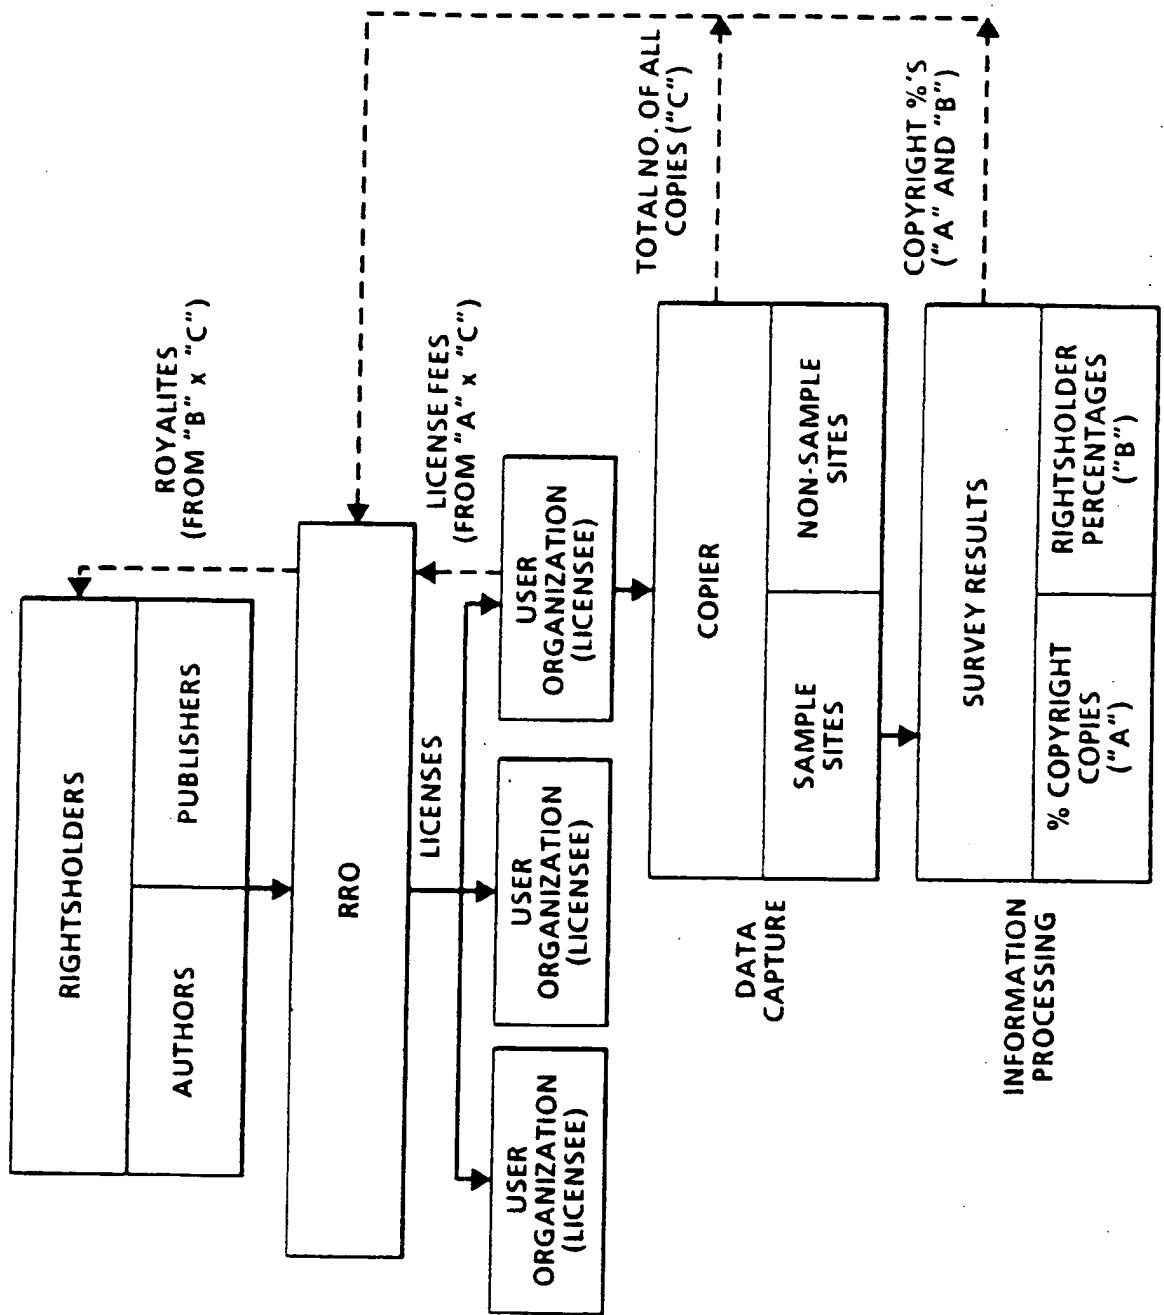 RIGHTSHOLDERS
AUTHORS
PUBLISHERS
ROYALITES
(FROM "B" x "C")
RRO
LICENSES
LICENSE FEES
(FROM "A" x "C")
USER
ORGANIZATION
(LICENSEE)
USER
ORGANIZATION
(LICENSEE)
USER
ORGANIZATION
(LICENSEE)
DATA
CAPTURE
COPIER
SAMPLE
SITES
NON-SAMPLE
SITES
TOTAL NO. OF ALL
COPIES ("C")
INFORMATION
PROCESSING
SURVEY RESULTS
% COPYRIGHT
COPIES
("A")
RIGHTSHOLDER
PERCENTAGES
("B")
COPYRIGHT %'S
("A" AND "B")